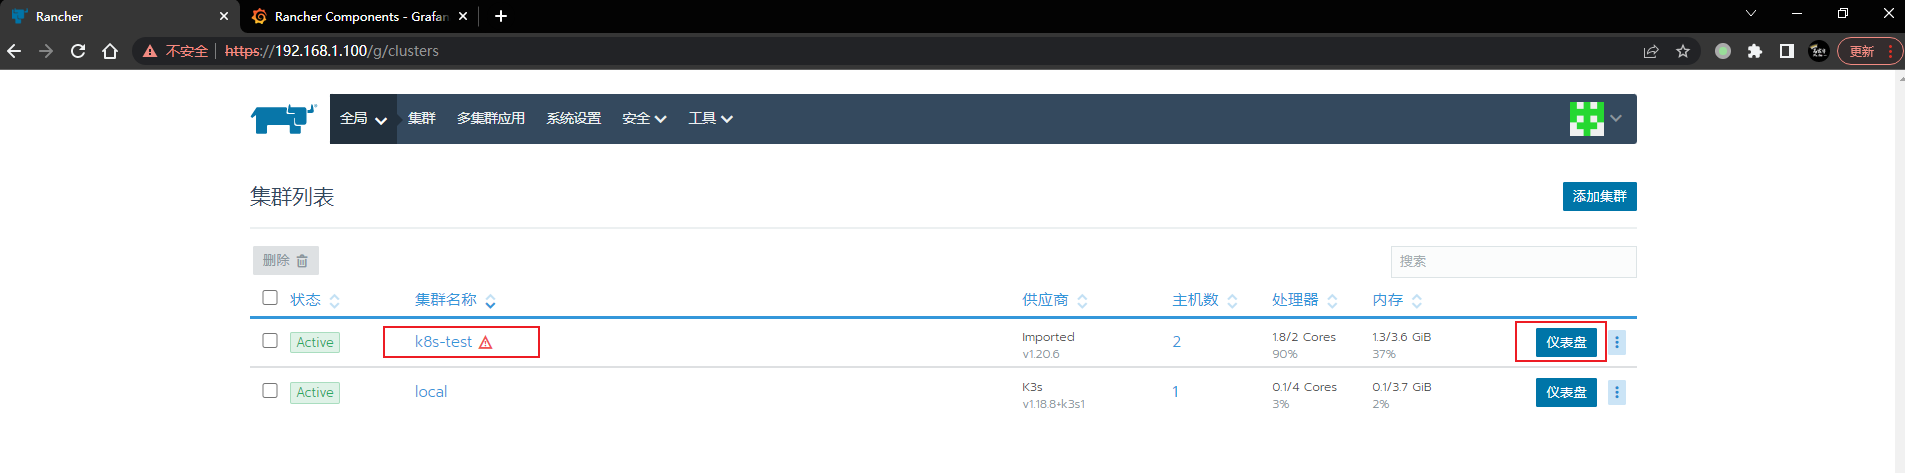 Rancher
Rancher Components - Grafan
不安全 https://192.168.1.100/g/clusters
更新
全局 集群 多集群应用 系统设置 安全 工具
集群列表
添加集群
删除
搜索
状态 集群名称 供应商 主机数 处理器 内存
Active k8s-test Imported 2 1.8/2 Cores 1.3/3.6 GiB 仪表盘
v1.20.6 90% 37%
Active local K3s 1 0.1/4 Cores 0.1/3.7 GiB 仪表盘
v1.18.8+k3s1 3% 2%